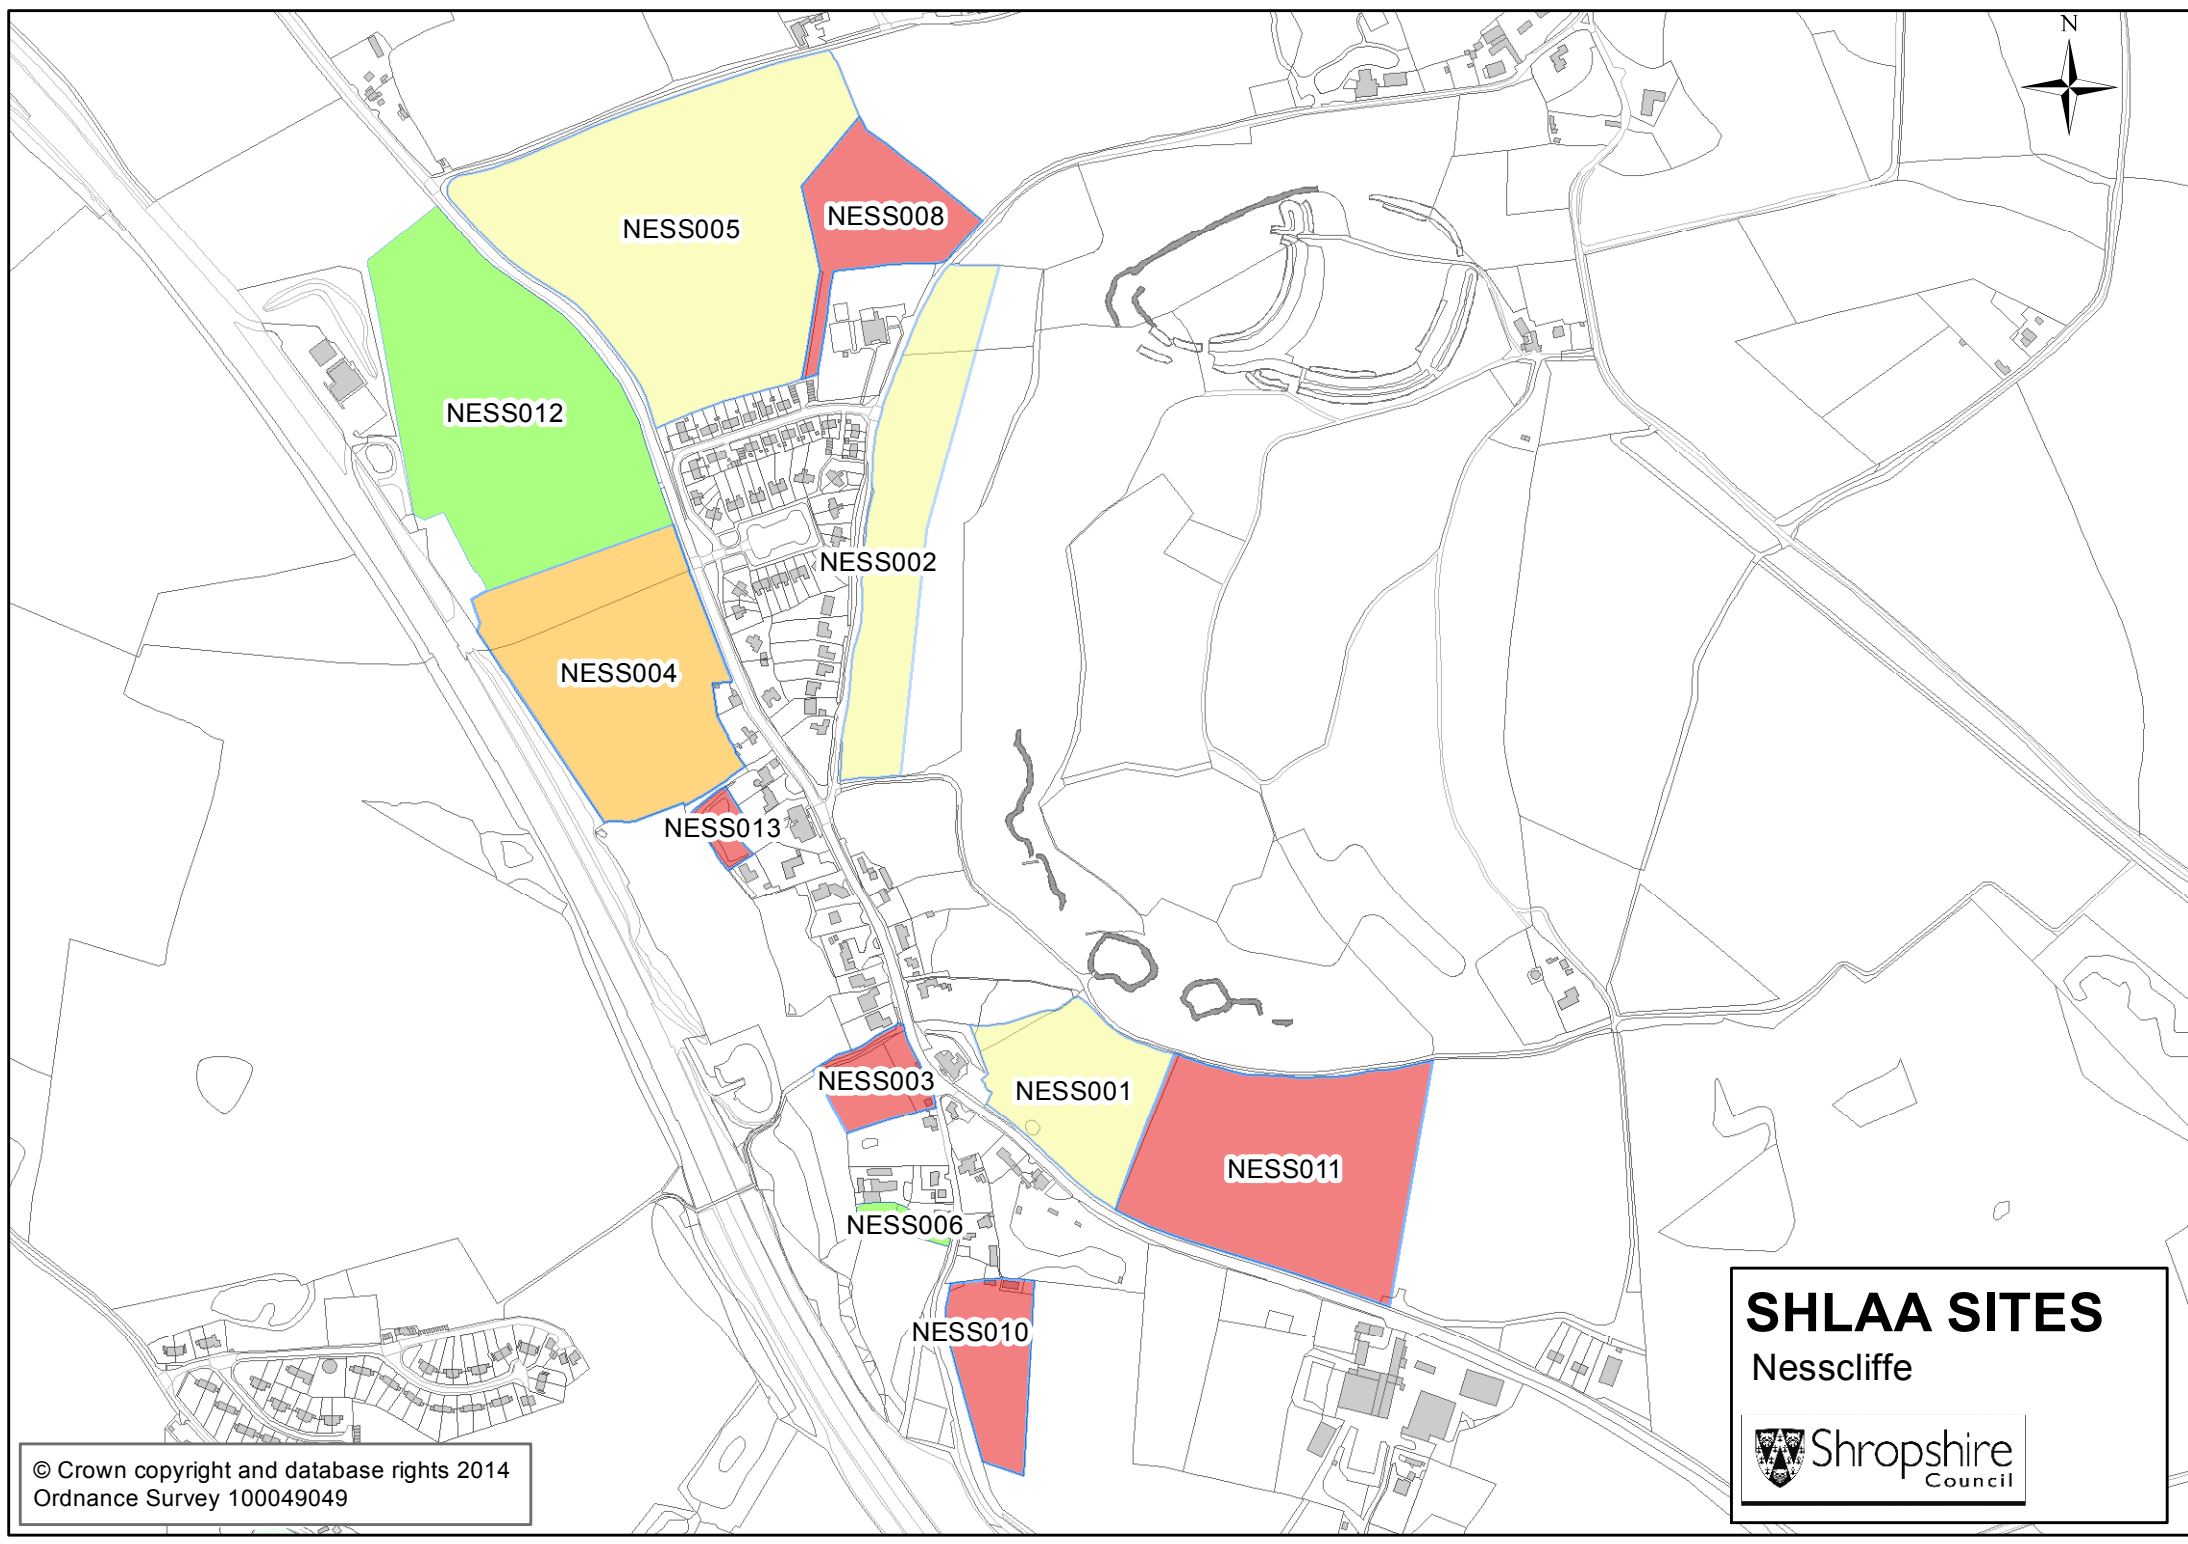 N
NESS005
NESS008
NESS012
NESS002
NESS004
NESS013
NESS003
NESS001
NESS011
NESS006
NESS010
SHLAA SITES
Nesscliffe
Shropshire
Council
© Crown copyright and database rights 2014
Ordnance Survey 100049049